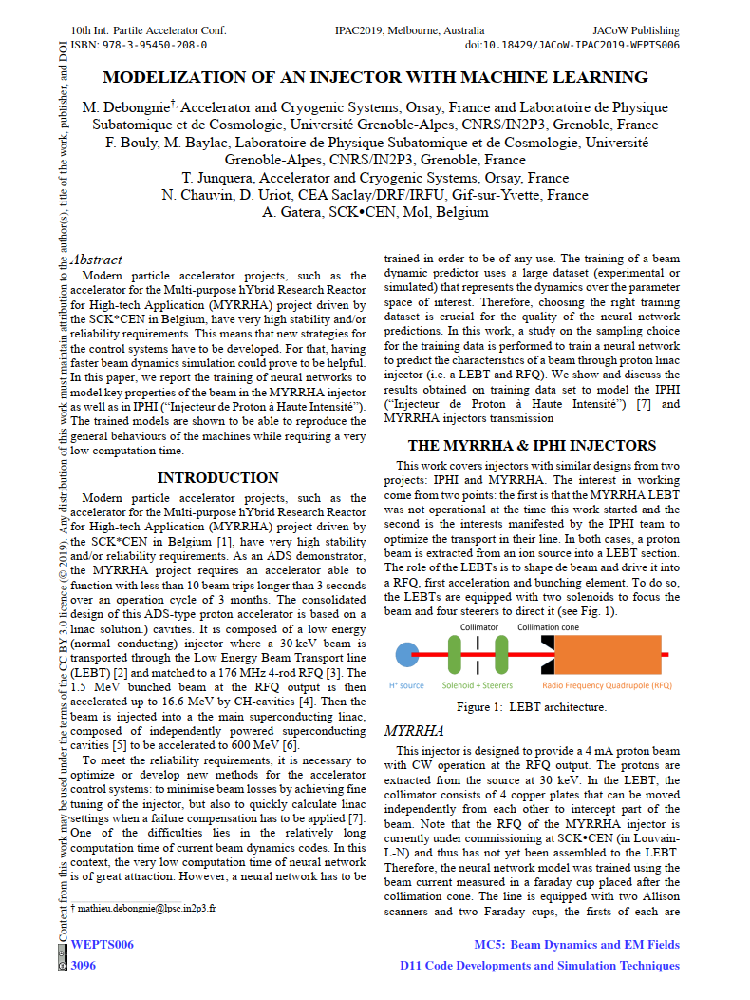 10th Int. Partile Accelerator Conf.
IPAC2019, Melbourne, Australia
JACoW Publishing
ISBN: 978-3-95450-208-0
doi:10.18429/JACoW-IPAC2019-WEPTS006
MODELIZATION OF AN INJECTOR WITH MACHINE LEARNING
M. Debongnie†, Accelerator and Cryogenic Systems, Orsay, France and Laboratoire de Physique
Subatomique et de Cosmologie, Université Grenoble-Alpes, CNRS/IN2P3, Grenoble, France
F. Bouly, M. Baylac, Laboratoire de Physique Subatomique et de Cosmologie, Université
Grenoble-Alpes, CNRS/IN2P3, Grenoble, France
T. Junquera, Accelerator and Cryogenic Systems, Orsay, France
N. Chauvin, D. Uriot, CEA Saclay/DRF/IRFU, Gif-sur-Yvette, France
A. Gatera, SCK•CEN, Mol, Belgium
Abstract
Modern particle accelerator projects, such as the
accelerator for the Multi-purpose hYbrid Research Reactor
for High-tech Application (MYRRHA) project driven by
the SCK*CEN in Belgium, have very high stability and/or
reliability requirements. This means that new strategies for
the control systems have to be developed. For that, having
faster beam dynamics simulation could prove to be helpful.
In this paper, we report the training of neural networks to
model key properties of the beam in the MYRRHA injector
as well as in IPHI (“Injecteur de Proton à Haute Intensité”).
The trained models are shown to be able to reproduce the
general behaviours of the machines while requiring a very
low computation time.
INTRODUCTION
Modern particle accelerator projects, such as the
accelerator for the Multi-purpose hYbrid Research Reactor
for High-tech Application (MYRRHA) project driven by
the SCK*CEN in Belgium [1], have very high stability
and/or reliability requirements. As an ADS demonstrator,
the MYRRHA project requires an accelerator able to
function with less than 10 beam trips longer than 3 seconds
over an operation cycle of 3 months. The consolidated
design of this ADS-type proton accelerator is based on a
linac solution.) cavities. It is composed of a low energy
(normal conducting) injector where a 30 keV beam is
transported through the Low Energy Beam Transport line
(LEBT) [2] and matched to a 176 MHz 4-rod RFQ [3]. The
1.5 MeV bunched beam at the RFQ output is then
accelerated up to 16.6 MeV by CH-cavities [4]. Then the
beam is injected into a the main superconducting linac,
composed of independently powered superconducting
cavities [5] to be accelerated to 600 MeV [6].
To meet the reliability requirements, it is necessary to
optimize or develop new methods for the accelerator
control systems: to minimise beam losses by achieving fine
tuning of the injector, but also to quickly calculate linac
settings when a failure compensation has to be applied [7].
One of the difficulties lies in the relatively long
computation time of current beam dynamics codes. In this
context, the very low computation time of neural network
is of great attraction. However, a neural network has to be
† mathieu.debongnie@lpsc.in2p3.fr
trained in order to be of any use. The training of a beam
dynamic predictor uses a large dataset (experimental or
simulated) that represents the dynamics over the parameter
space of interest. Therefore, choosing the right training
dataset is crucial for the quality of the neural network
predictions. In this work, a study on the sampling choice
for the training data is performed to train a neural network
to predict the characteristics of a beam through proton linac
injector (i.e. a LEBT and RFQ). We show and discuss the
results obtained on training data set to model the IPHI
(“Injecteur de Proton à Haute Intensité”) [7] and
MYRRHA injectors transmission
THE MYRRHA & IPHI INJECTORS
This work covers injectors with similar designs from two
projects: IPHI and MYRRHA. The interest in working
come from two points: the first is that the MYRRHA LEBT
was not operational at the time this work started and the
second is the interests manifested by the IPHI team to
optimize the transport in their line. In both cases, a proton
beam is extracted from an ion source into a LEBT section.
The role of the LEBTs is to shape de beam and drive it into
a RFQ, first acceleration and bunching element. To do so,
the LEBTs are equipped with two solenoids to focus the
beam and four steerers to direct it (see Fig. 1).
Collimator
Collimation cone
H⁺ source
Solenoid + Steerers
Radio Frequency Quadrupole (RFQ)
Figure 1: LEBT architecture.
MYRRHA
This injector is designed to provide a 4 mA proton beam
with CW operation at the RFQ output. The protons are
extracted from the source at 30 keV. In the LEBT, the
collimator consists of 4 copper plates that can be moved
independently from each other to intercept part of the
beam. Note that the RFQ of the MYRRHA injector is
currently under commissioning at SCK•CEN (in Louvain-
L-N) and thus has not yet been assembled to the LEBT.
Therefore, the neural network model was trained using the
beam current measured in a faraday cup placed after the
collimation cone. The line is equipped with two Allison
scanners and two Faraday cups, the firsts of each are
Content from this work may be used under the terms of the CC BY 3.0 licence (© 2019). Any distribution of this work must maintain attribution to the author(s), title of the work, publisher, and DOI
WEPTS006
3096
MC5: Beam Dynamics and EM Fields
D11 Code Developments and Simulation Techniques